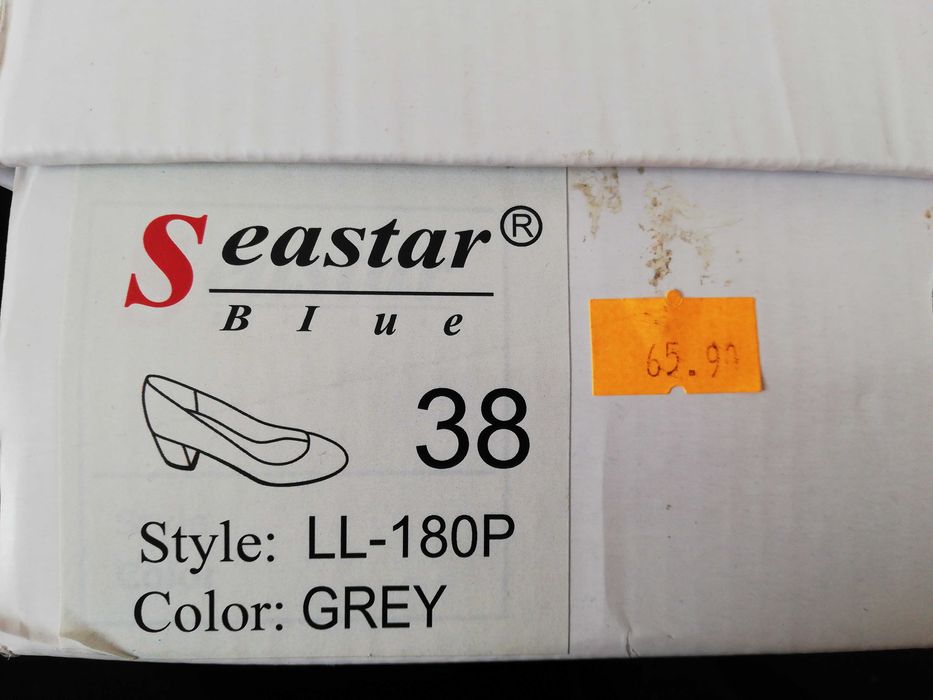 Seastar®
Blue
38
Style: LL-180P
Color: GREY
65.90